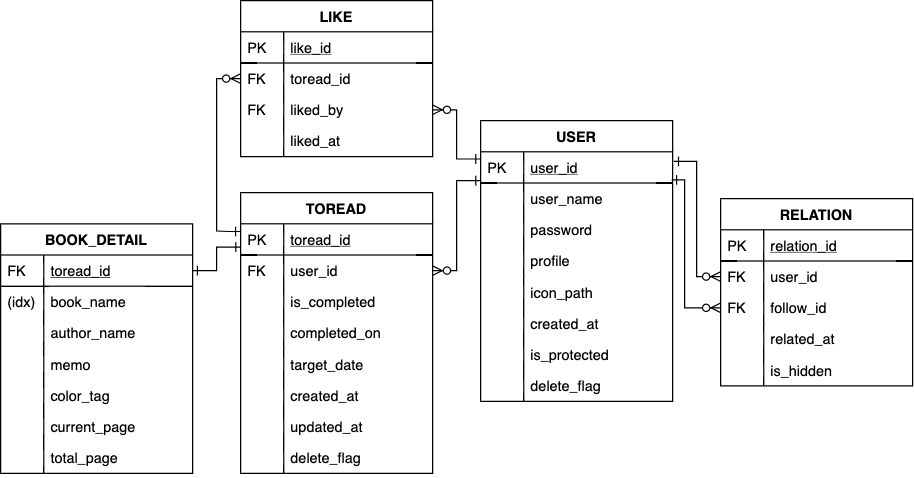 LIKE
PK like_id
FK toread_id
FK liked_by
liked_at
TOREAD
PK toread_id
FK user_id
is_completed
completed_on
target_date
created_at
updated_at
delete_flag
BOOK_DETAIL
FK toread_id
(idx) book_name
author_name
memo
color_tag
current_page
total_page
USER
PK user_id
user_name
password
profile
icon_path
created_at
is_protected
delete_flag
RELATION
PK relation_id
FK user_id
FK follow_id
related_at
is_hidden